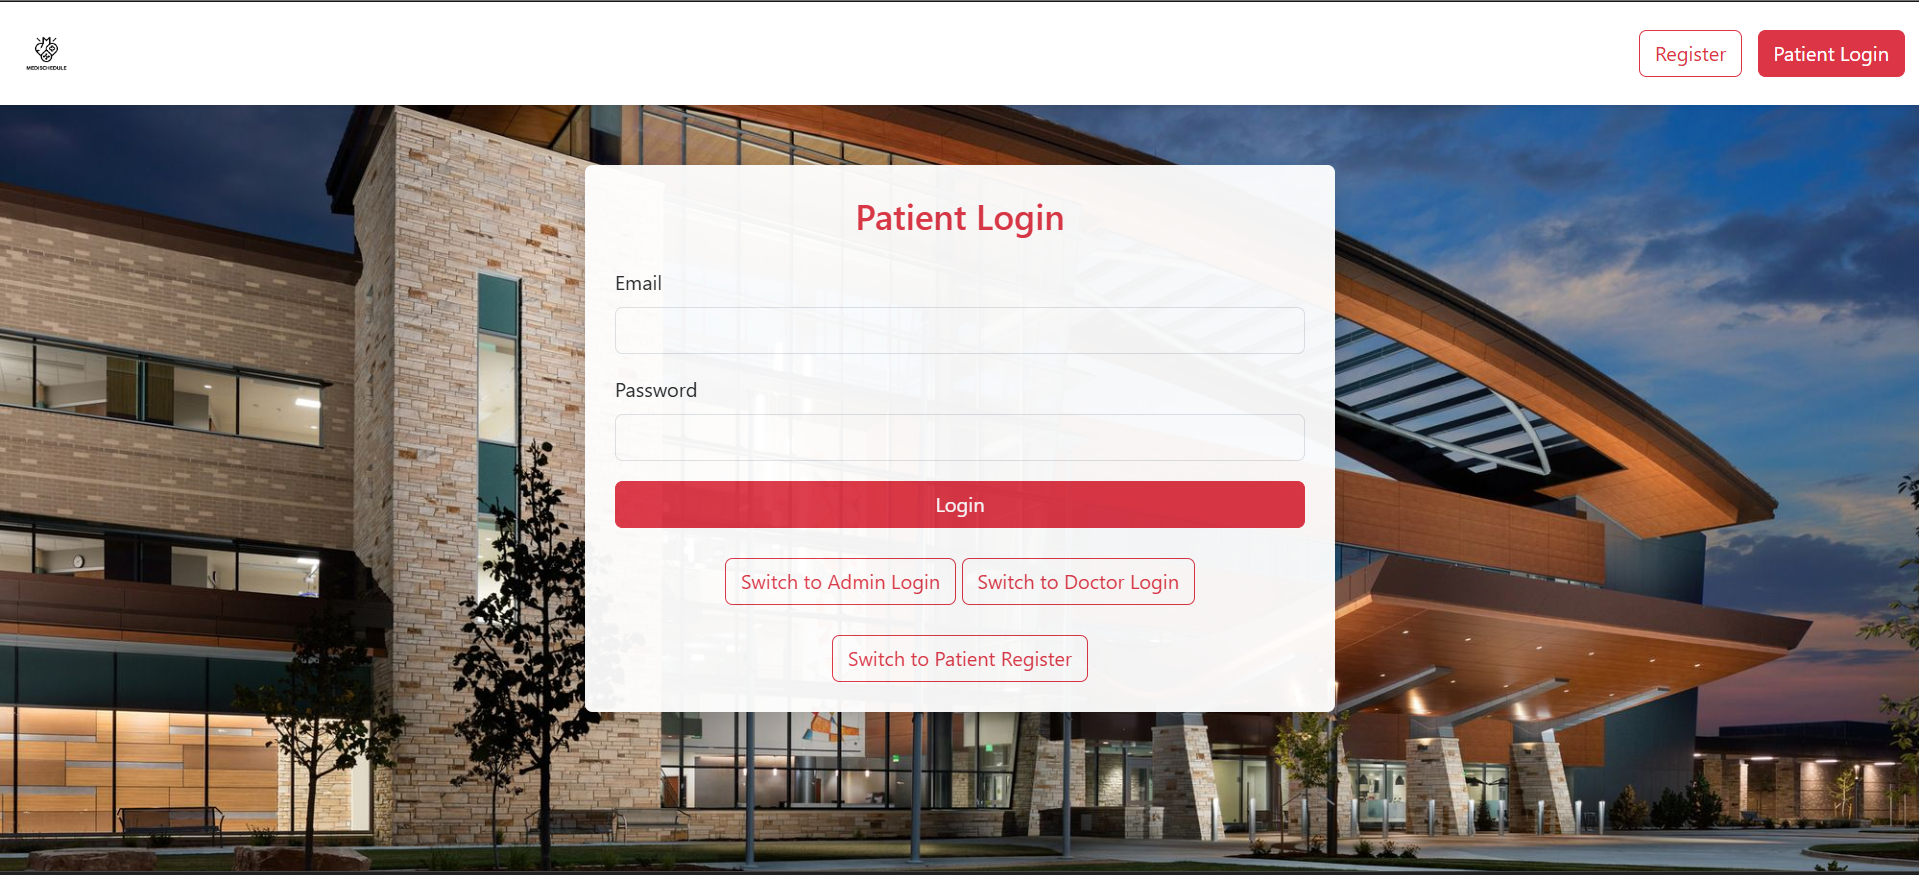 MEDISCHEDULE
Register
Patient Login
Patient Login
Email
Password
Login
Switch to Admin Login
Switch to Doctor Login
Switch to Patient Register